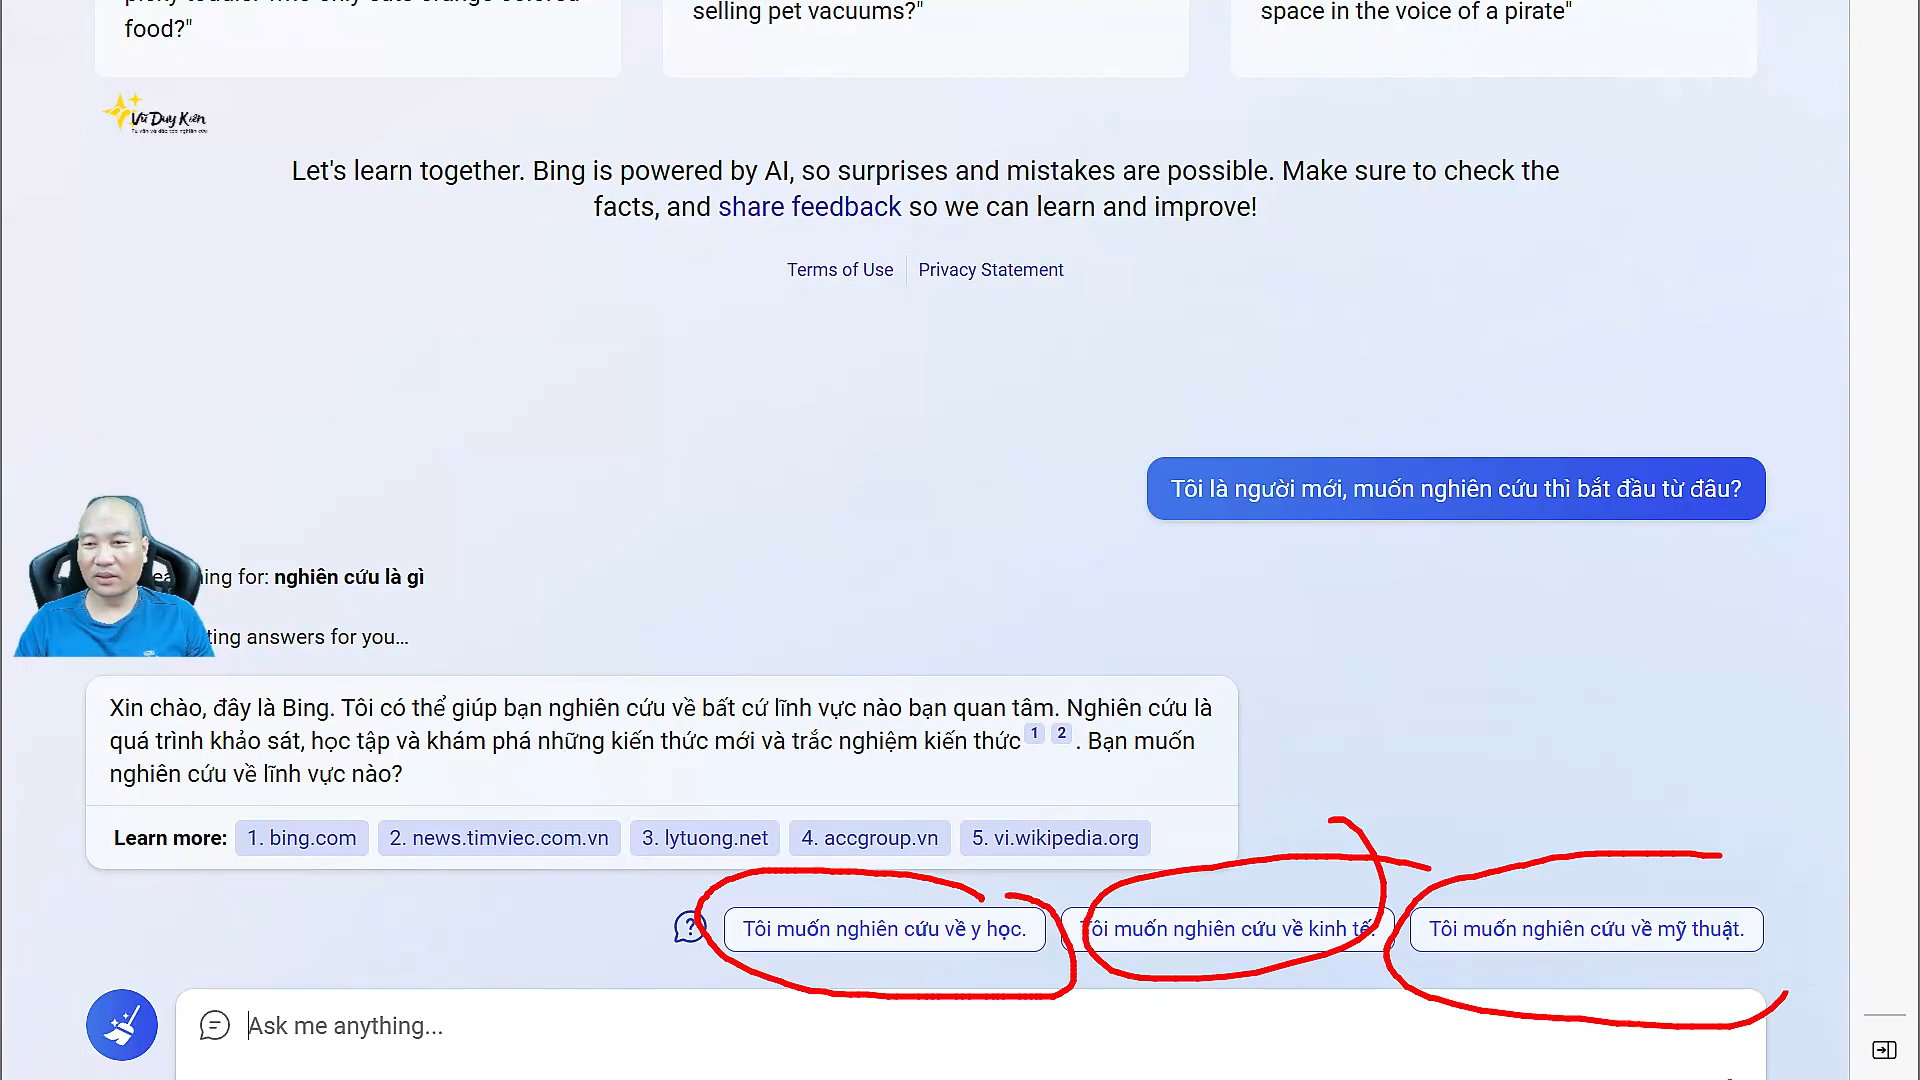 food?"
selling pet vacuums?"
space in the voice of a pirate"
Vũ Duy Kiên
Let's learn together. Bing is powered by AI, so surprises and mistakes are possible. Make sure to check the
facts, and share feedback so we can learn and improve!
Terms of Use
Privacy Statement
Tôi là người mới, muốn nghiên cứu thì bắt đầu từ đâu?
for: nghiên cứu là gì
answers for you...
Xin chào, đây là Bing. Tôi có thể giúp bạn nghiên cứu về bất cứ lĩnh vực nào bạn quan tâm. Nghiên cứu là
quá trình khảo sát, học tập và khám phá những kiến thức mới và trắc nghiệm kiến thức 1 2 . Bạn muốn
nghiên cứu về lĩnh vực nào?
Learn more: 1. bing.com 2. news.timviec.com.vn 3. lytuong.net 4. accgroup.vn 5. vi.wikipedia.org
Tôi muốn nghiên cứu về y học.
Tôi muốn nghiên cứu về kinh tế.
Tôi muốn nghiên cứu về mỹ thuật.
Ask me anything...